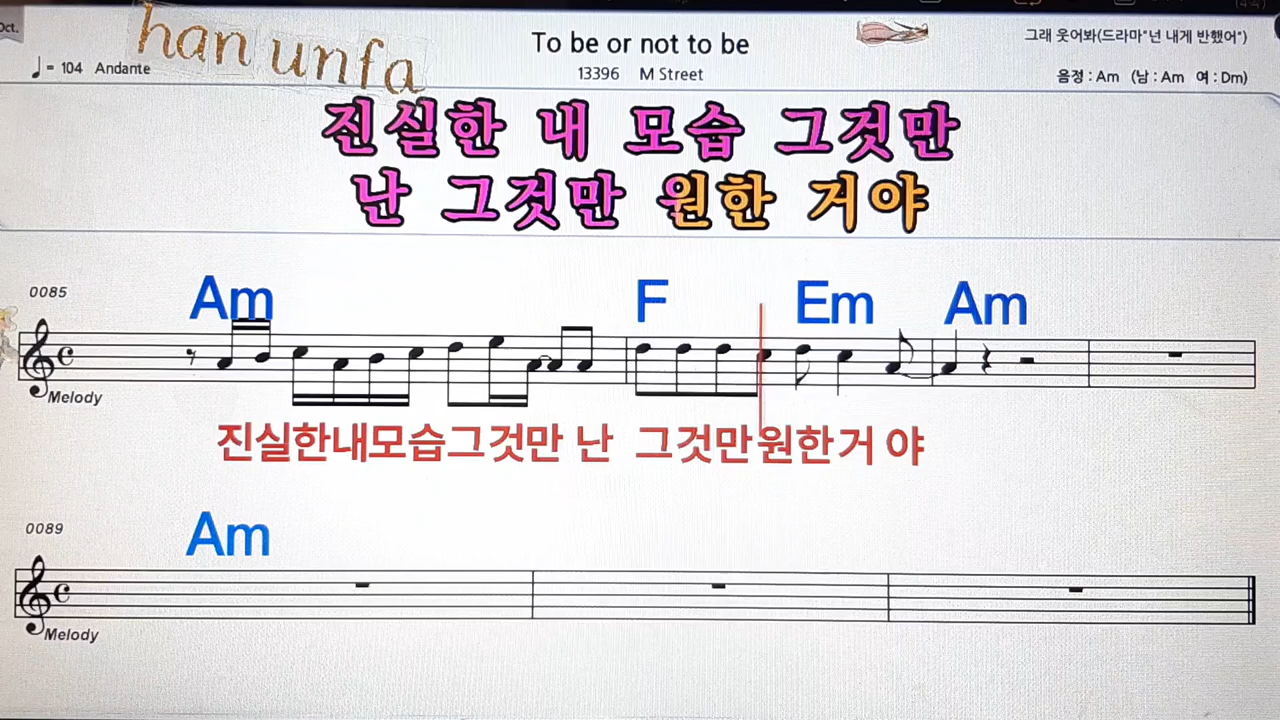 Oct.
han unfa
♩= 104 Andante
To be or not to be
13396 M Street
그래 웃어봐(드라마"넌 내게 반했어")
음정 : Am (남 : Am 여 : Dm)
진실한 내 모습 그것만
난 그것만 원한 거야
0085
Am F Em Am
Melody
진실한내모습그것만 난 그것만원한거 야
0089
Am
Melody